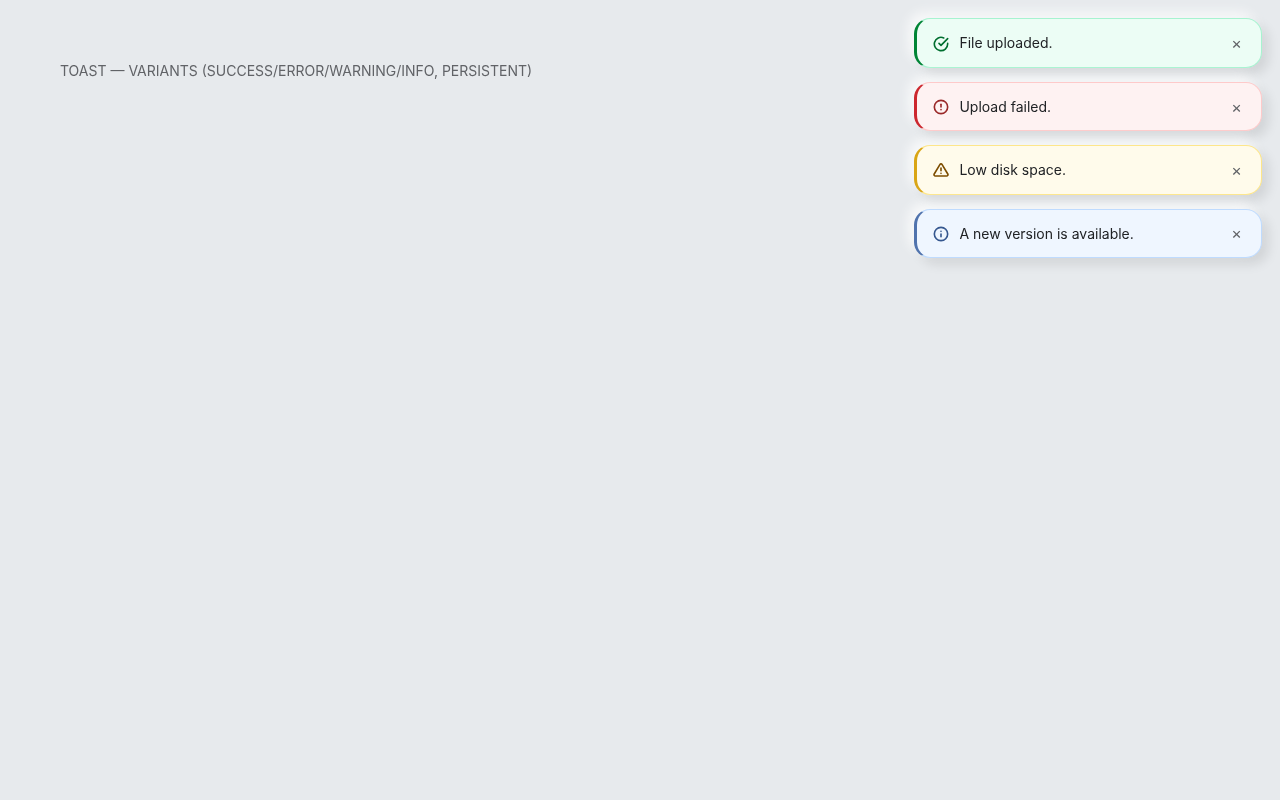 TOAST — VARIANTS (SUCCESS/ERROR/WARNING/INFO, PERSISTENT)
File uploaded.
Upload failed.
Low disk space.
A new version is available.